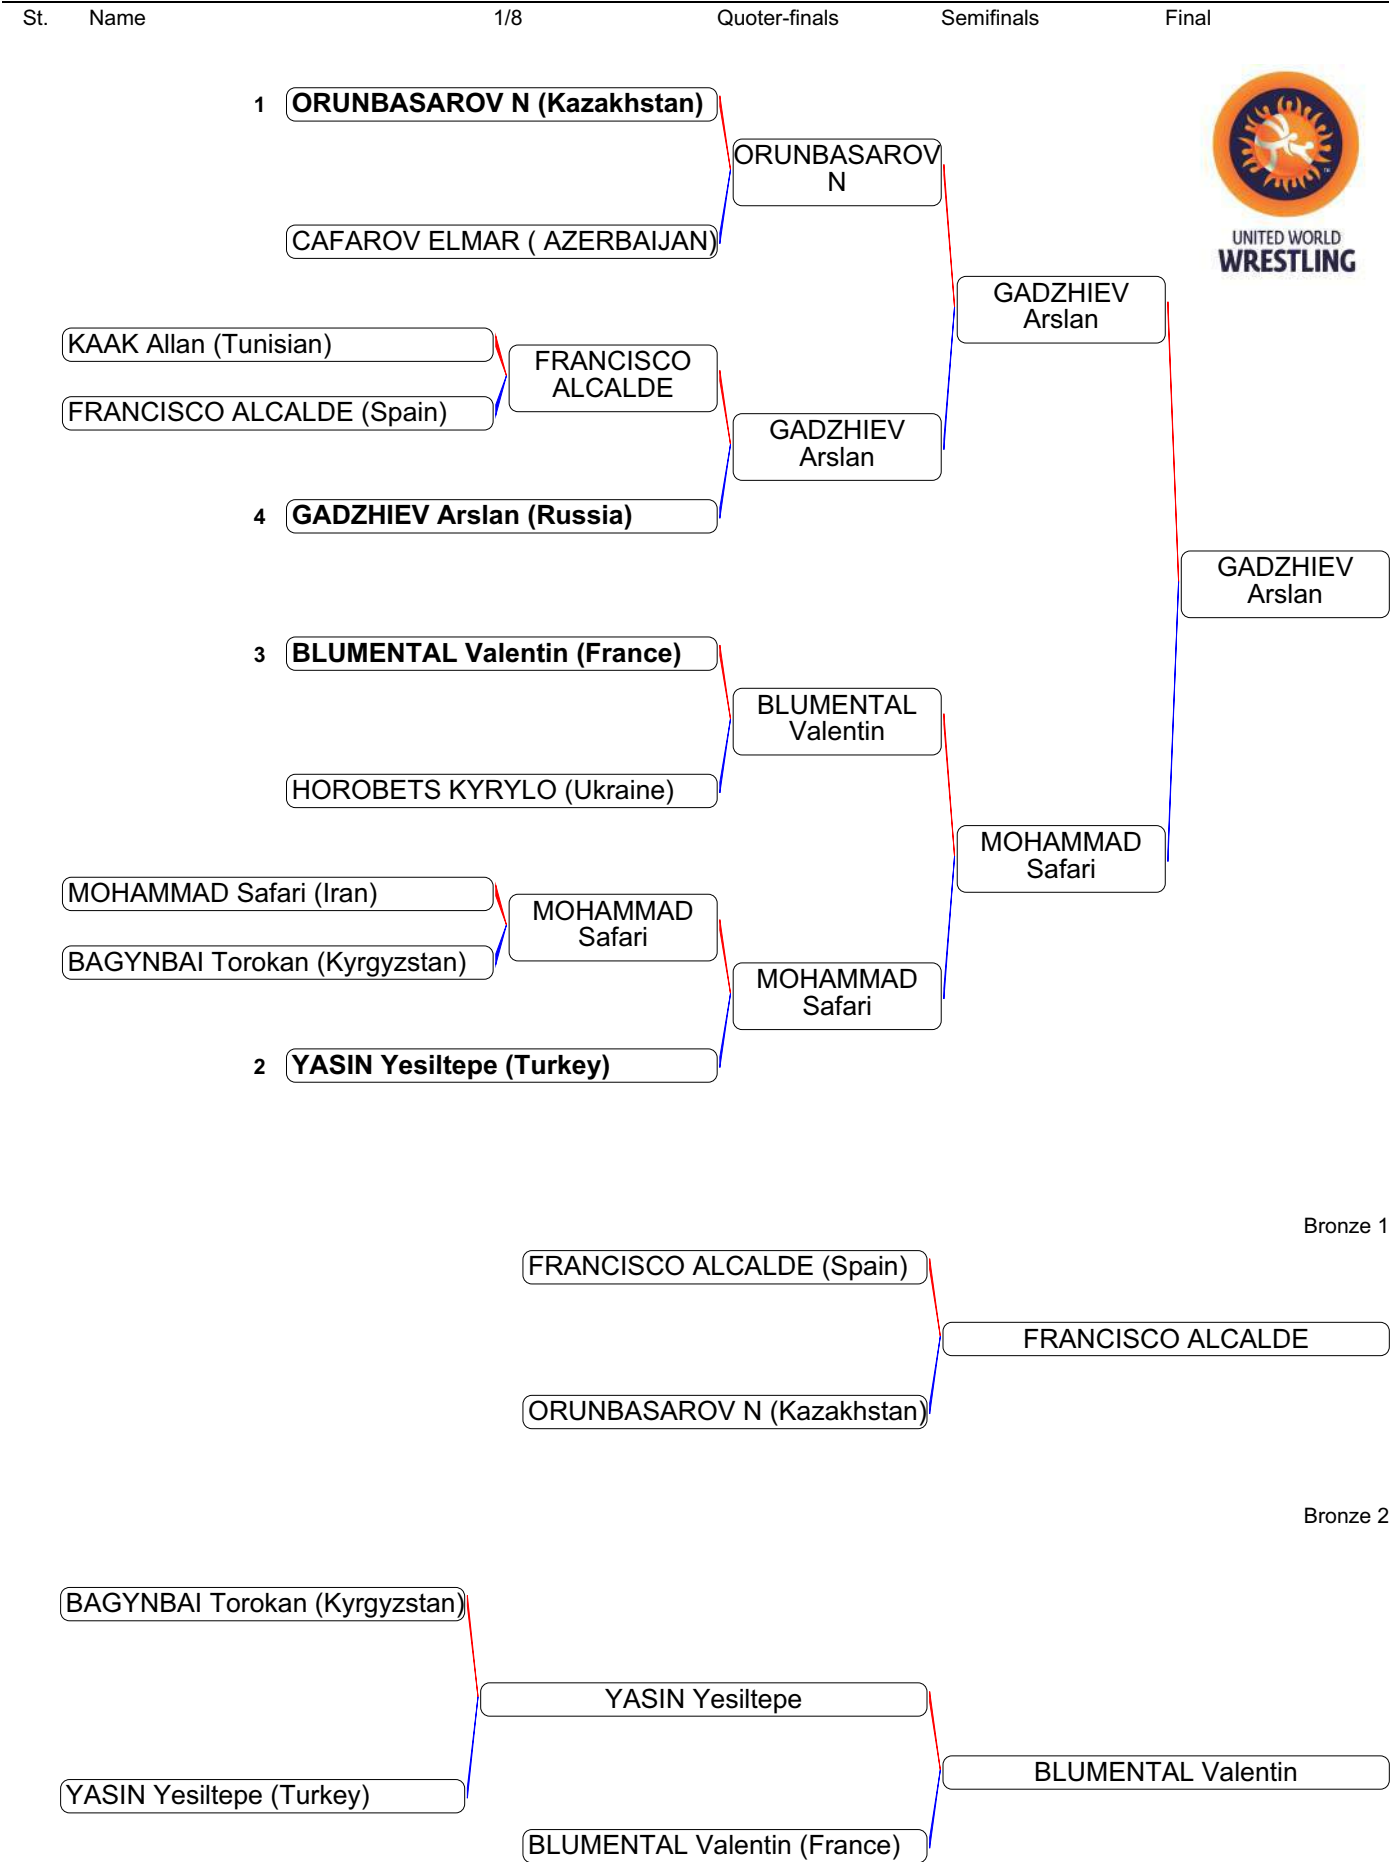 St. Name 1/8 Quoter-finals Semifinals Final
1 ORUNBASAROV N (Kazakhstan)
ORUNBASAROV
N
CAFAROV ELMAR ( AZERBAIJAN)
UNITED WORLD
WRESTLING
GADZHIEV
Arslan
KAAK Allan (Tunisian)
FRANCISCO
ALCALDE
FRANCISCO ALCALDE (Spain)
GADZHIEV
Arslan
4 GADZHIEV Arslan (Russia)
GADZHIEV
Arslan
3 BLUMENTAL Valentin (France)
BLUMENTAL
Valentin
HOROBETS KYRYLO (Ukraine)
MOHAMMAD
Safari
MOHAMMAD Safari (Iran)
MOHAMMAD
Safari
BAGYNBAI Torokan (Kyrgyzstan)
MOHAMMAD
Safari
2 YASIN Yesiltepe (Turkey)
Bronze 1
FRANCISCO ALCALDE (Spain)
FRANCISCO ALCALDE
ORUNBASAROV N (Kazakhstan)
Bronze 2
BAGYNBAI Torokan (Kyrgyzstan)
YASIN Yesiltepe
BLUMENTAL Valentin
YASIN Yesiltepe (Turkey)
BLUMENTAL Valentin (France)